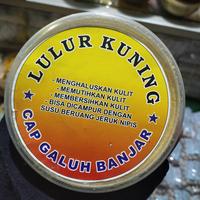 LULUR KUNING
- MENGHALUSKAN KULIT
- MEMUTIHKAN KULIT
- MEMBERSIHKAN KULIT
- BISA DICAMPUR DENGAN
SUSU BERUANG JERUK NIPIS
CAP GALUH BANJAR